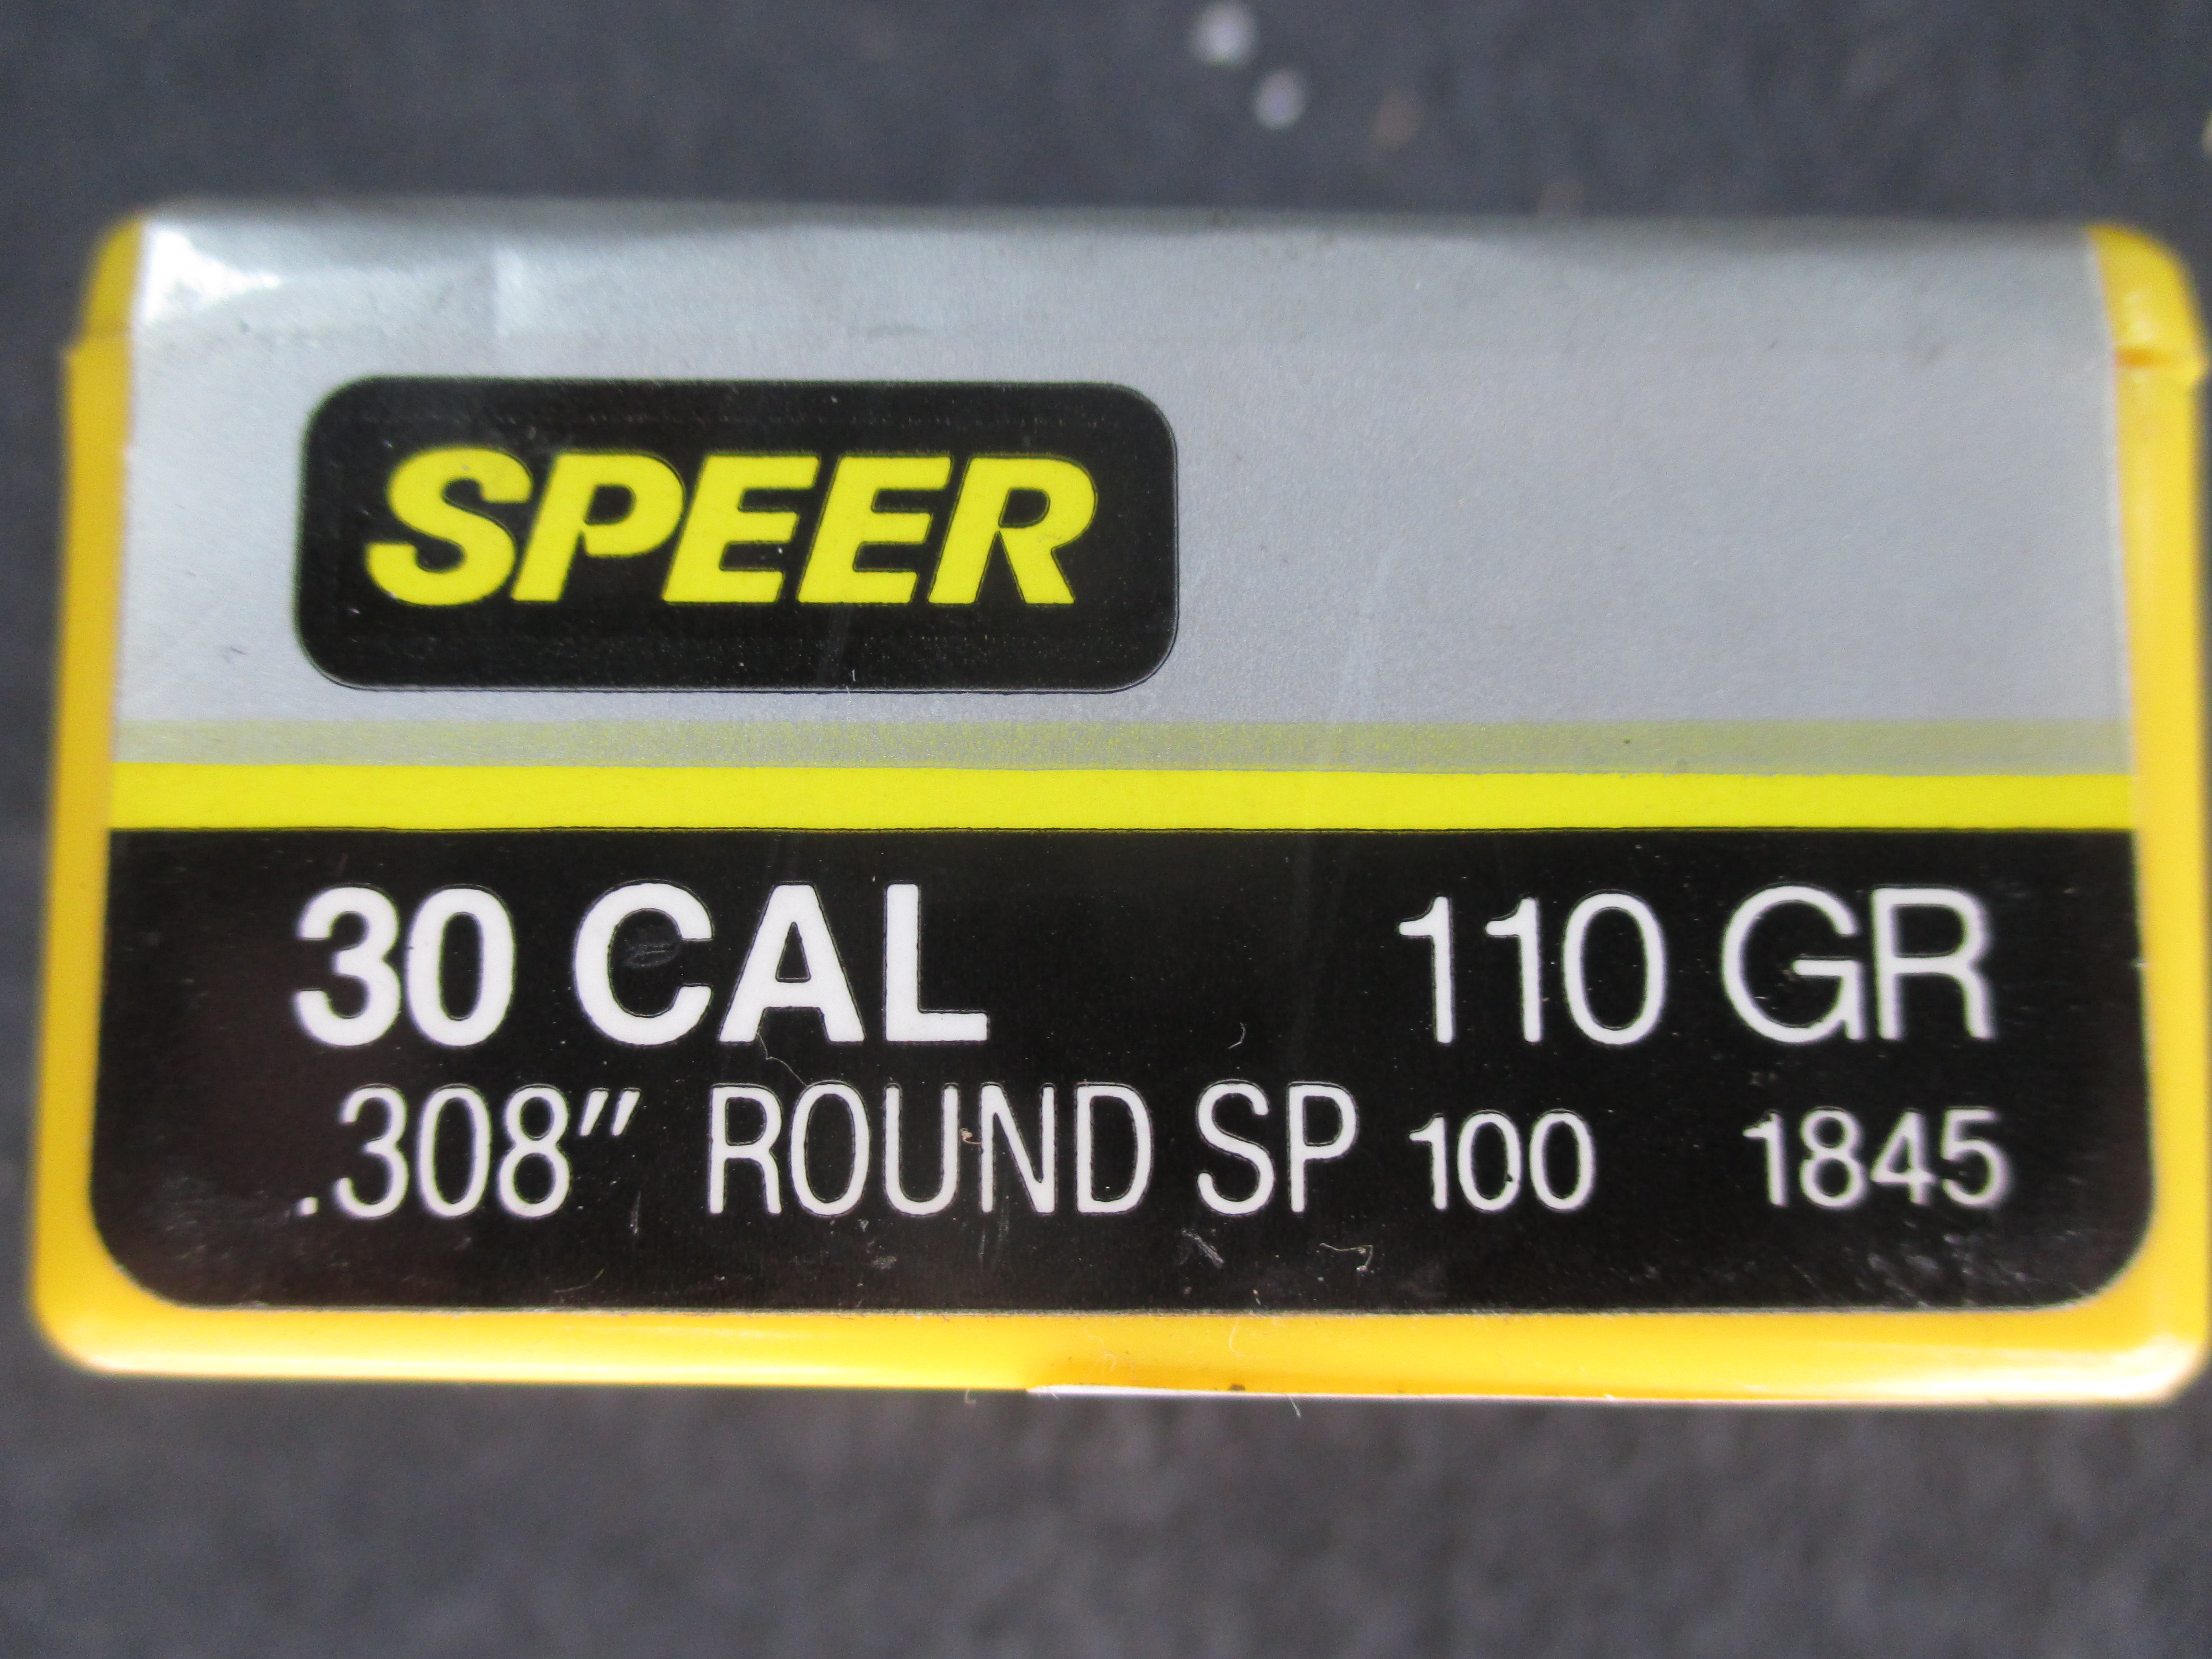 SPEER
30 CAL 110 GR
.308" ROUND SP 100 1845